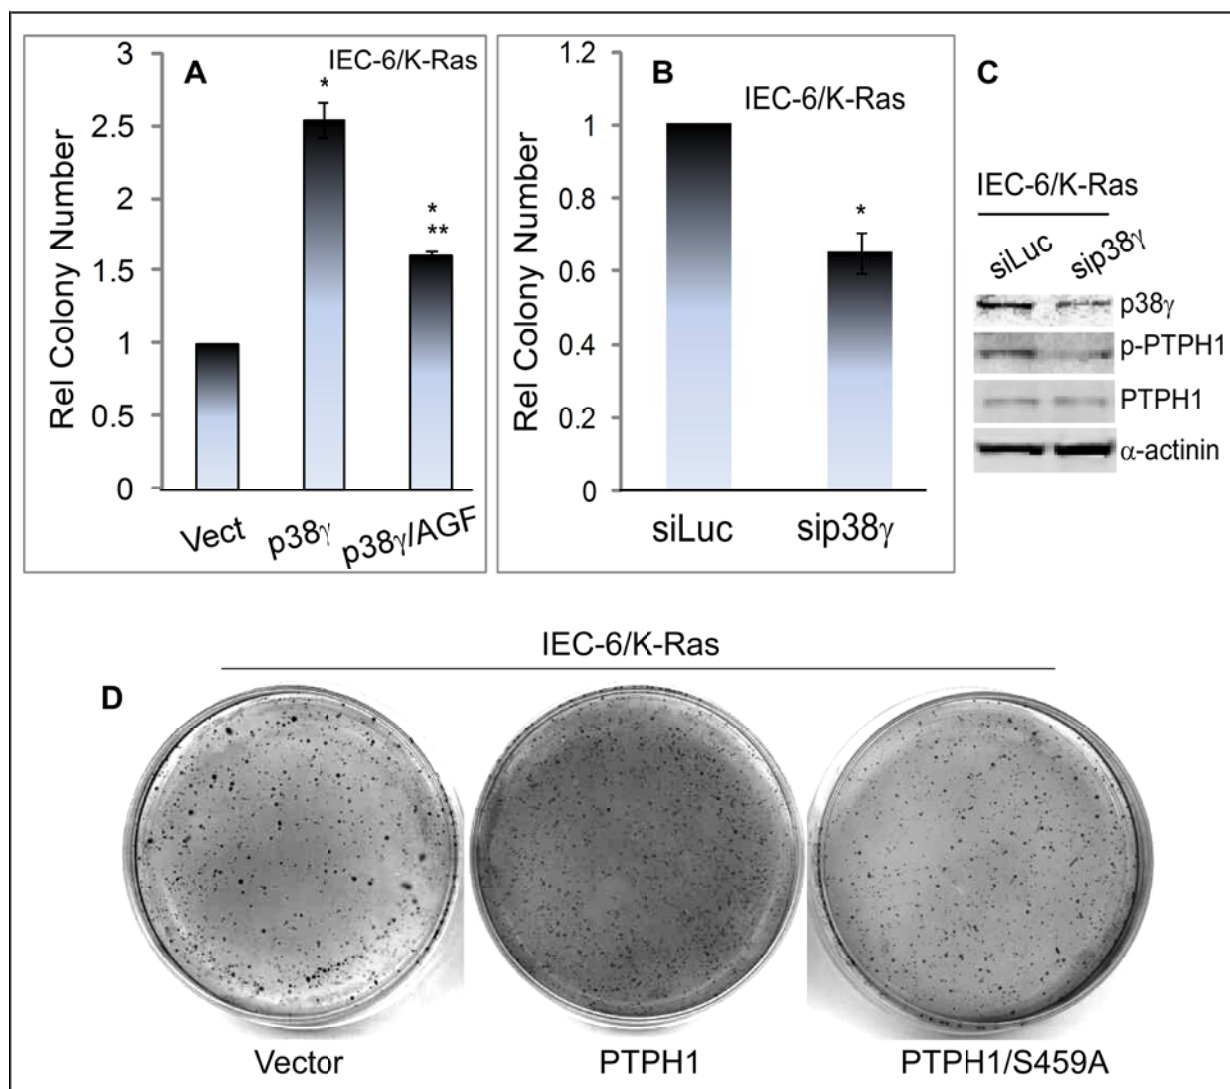 A
IEC-6/K-Ras
Rel Colony Number
3
2.5
2
1.5
1
0.5
0
*
*
**
Vect
p38γ
p38γ/AGF
B
IEC-6/K-Ras
Rel Colony Number
1.2
1
0.8
0.6
0.4
0.2
0
*
siLuc
sip38γ
C
IEC-6/K-Ras
siLuc
sip38γ
p38γ
p-PTPH1
PTPH1
α-actinin
IEC-6/K-Ras
D
Vector
PTPH1
PTPH1/S459A